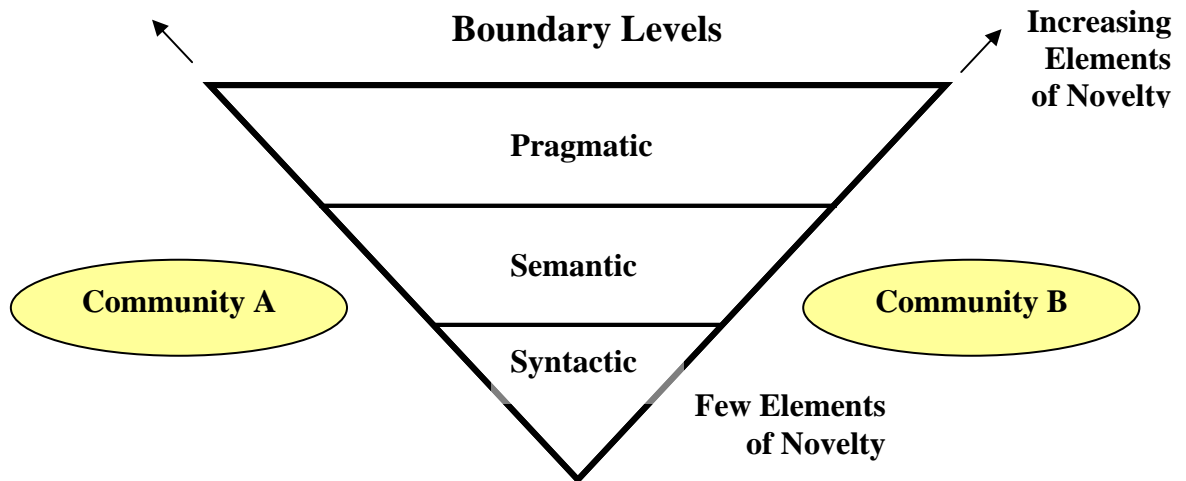 Boundary Levels
Increasing
Elements
of Novelty
Pragmatic
Semantic
Community A
Community B
Syntactic
Few Elements
of Novelty